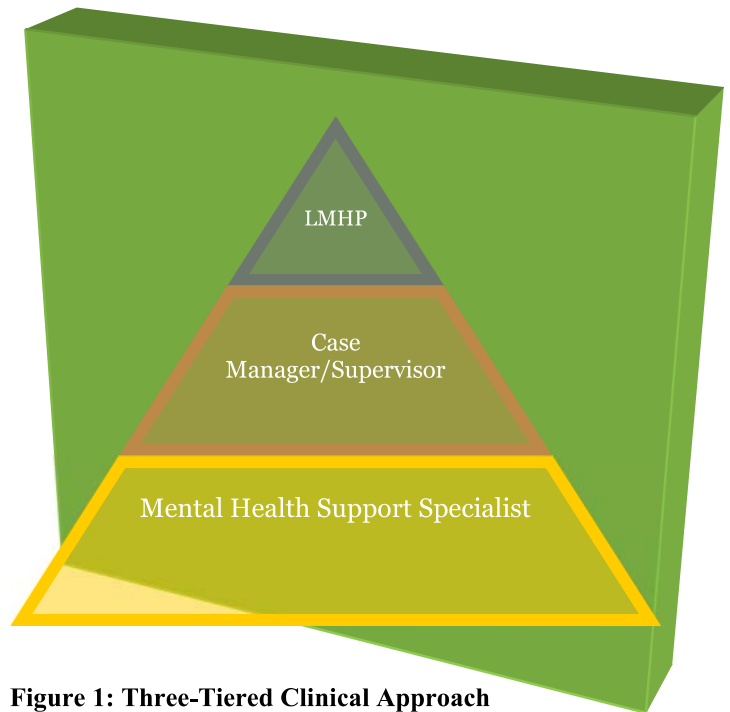 LMHP
Case
Manager/Supervisor
Mental Health Support Specialist
Figure 1: Three-Tiered Clinical Approach